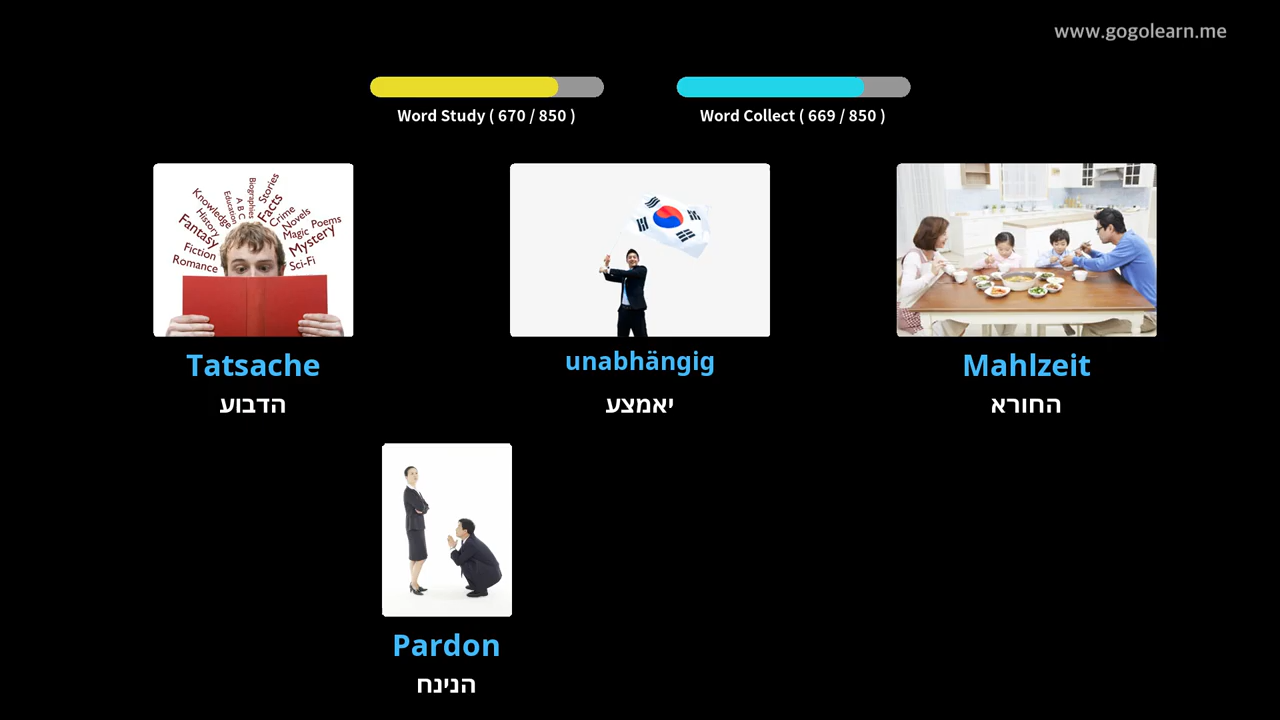 www.gogolearn.me
Word Study ( 670 / 850 )
Word Collect ( 669 / 850 )
Knowledge
History
Education
A B C
Biographies
Stories
Facts
Crime
Novels
Magic
Poems
Fantasy
Mystery
Fiction
Romance
Sci-Fi
Tatsache
הדבוע
unabhängig
יאמצע
Mahlzeit
החורא
Pardon
הנינח